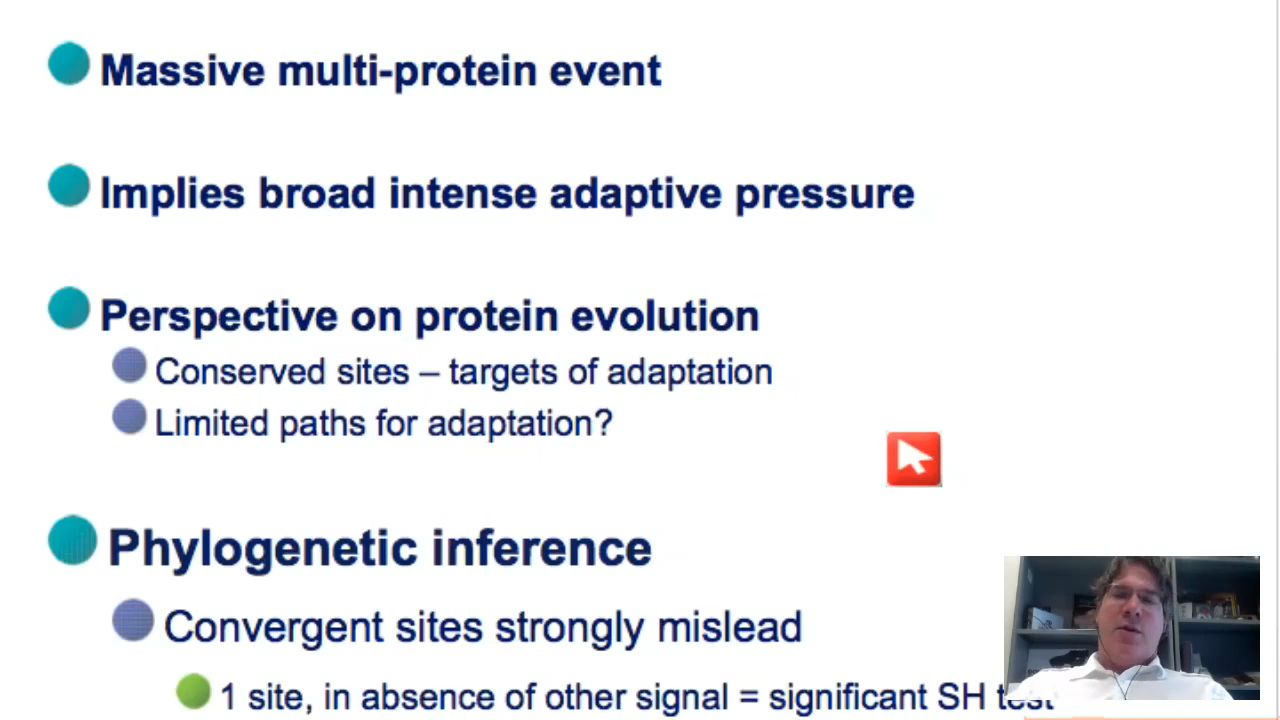 Massive multi-protein event
Implies broad intense adaptive pressure
Perspective on protein evolution
Conserved sites – targets of adaptation
Limited paths for adaptation?
Phylogenetic inference
Convergent sites strongly mislead
1 site, in absence of other signal = significant SH test